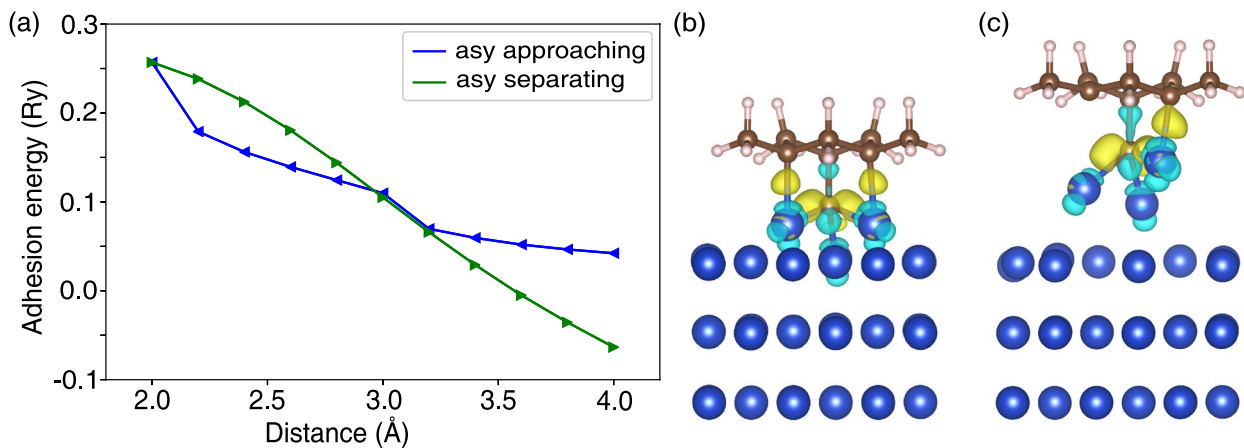 (a)
(b)
(c)
asy approaching
asy separating
Adhesion energy (Ry)
0.3
0.2
0.1
0.0
-0.1
2.0 2.5 3.0 3.5 4.0
Distance (Å)